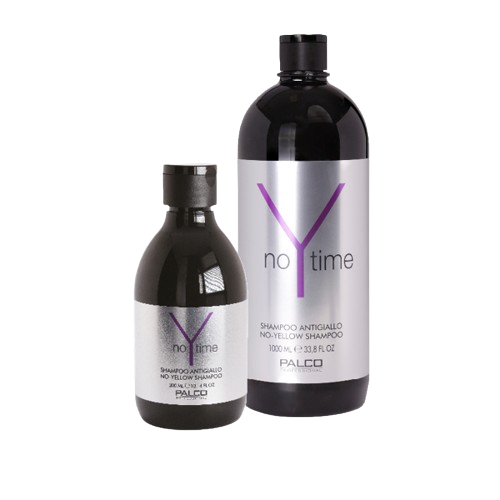 Y
no time
SHAMPOO ANTIGIALLO
NO-YELLOW SHAMPOO
1000 ML e 33.8 FL OZ
PALCO
PROFESSIONAL
Y
no time
SHAMPOO ANTIGIALLO
NO-YELLOW SHAMPOO
PALCO